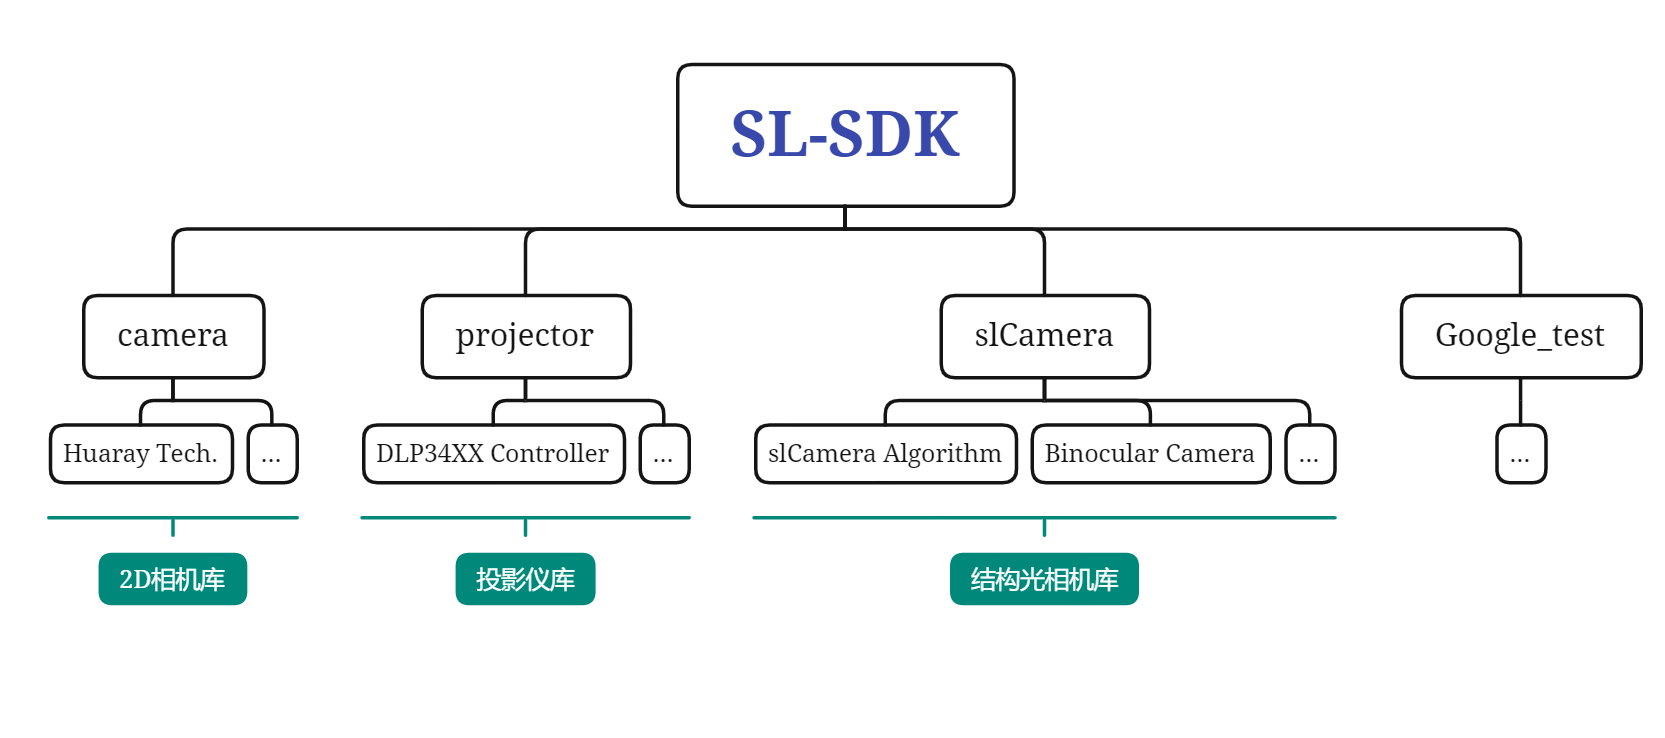 SL-SDK
camera
projector
slCamera
Google_test
Huaray Tech.
...
DLP34XX Controller
...
slCamera Algorithm
Binocular Camera
...
...
2D相机库
投影仪库
结构光相机库